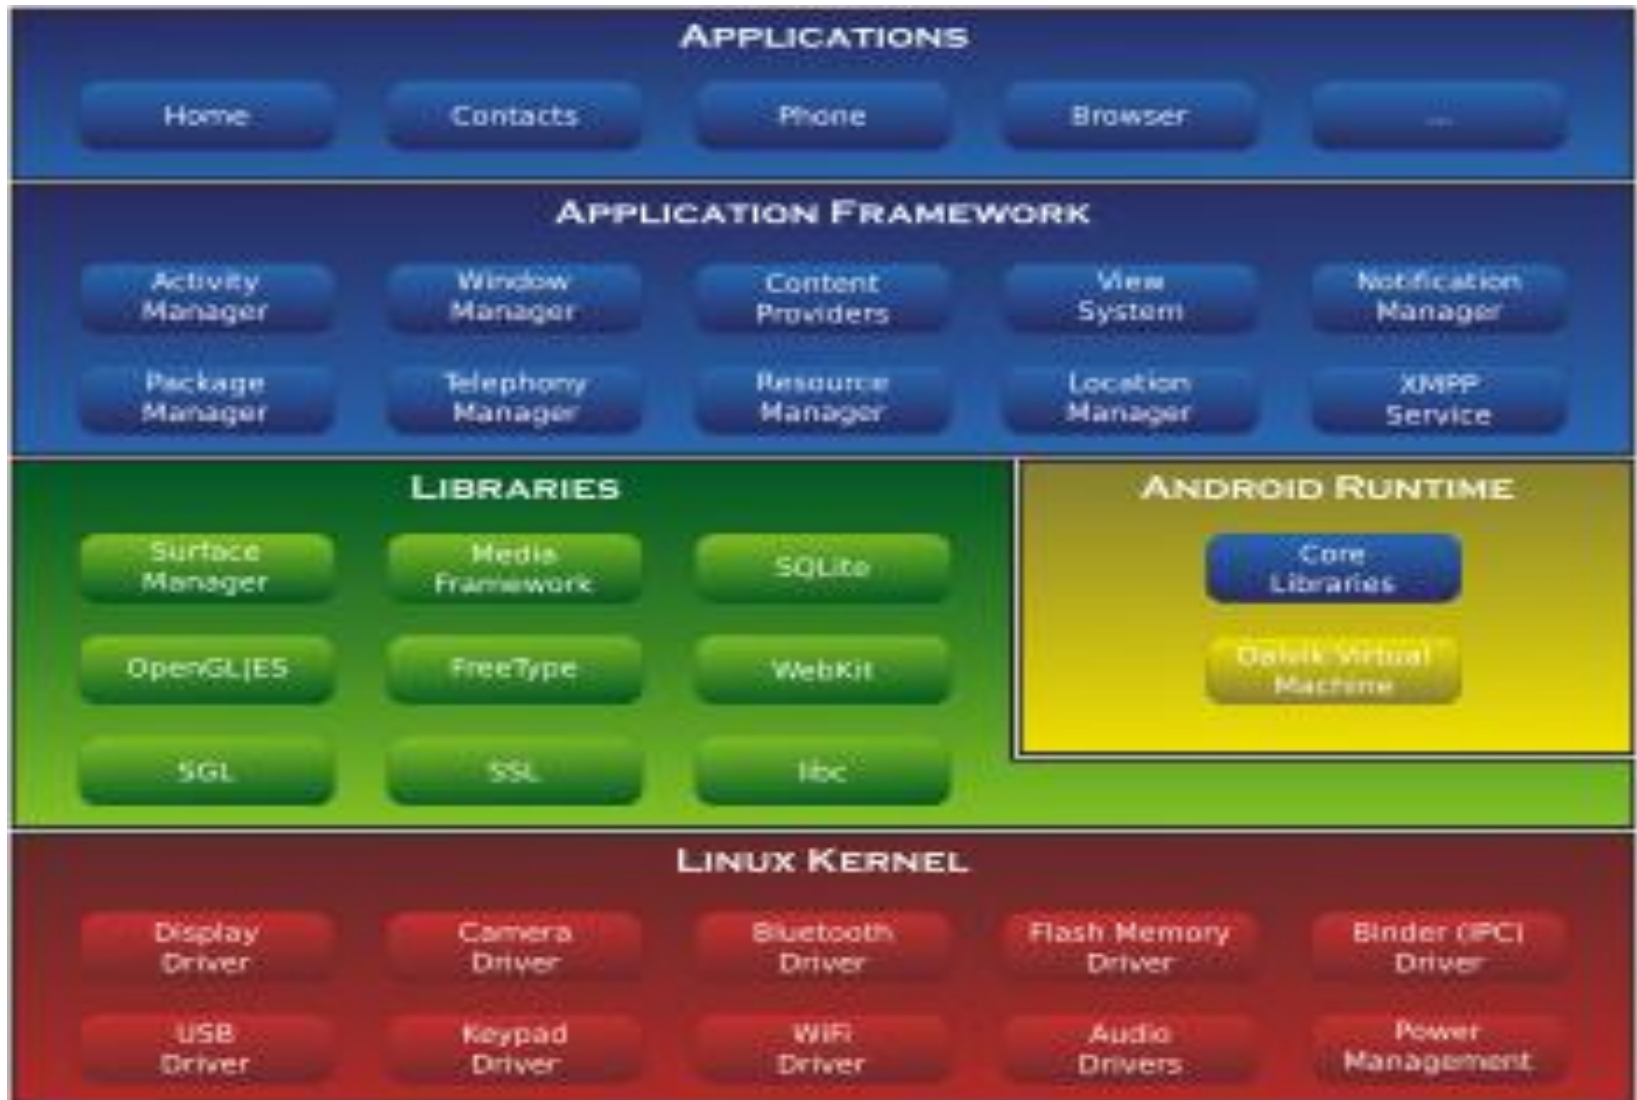 APPLICATIONS
Home
Contacts
Phone
Browser
...
APPLICATION FRAMEWORK
Activity
Manager
Window
Manager
Content
Providers
View
System
Notification
Manager
Package
Manager
Telephony
Manager
Resource
Manager
Location
Manager
XMPP
Service
LIBRARIES
Surface
Manager
Media
Framework
SQLite
OpenGL|ES
FreeType
WebKit
SGL
SSL
libc
ANDROID RUNTIME
Core
Libraries
Dalvik Virtual
Machine
LINUX KERNEL
Display
Driver
Camera
Driver
Bluetooth
Driver
Flash Memory
Driver
Binder (IPC)
Driver
USB
Driver
Keypad
Driver
WiFi
Driver
Audio
Drivers
Power
Management